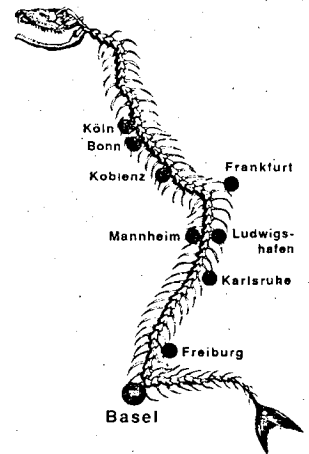 Köln
Bonn
Koblenz
Frankfurt
Mannheim
Ludwigs-
hafen
Karlsruhe
Freiburg
Basel